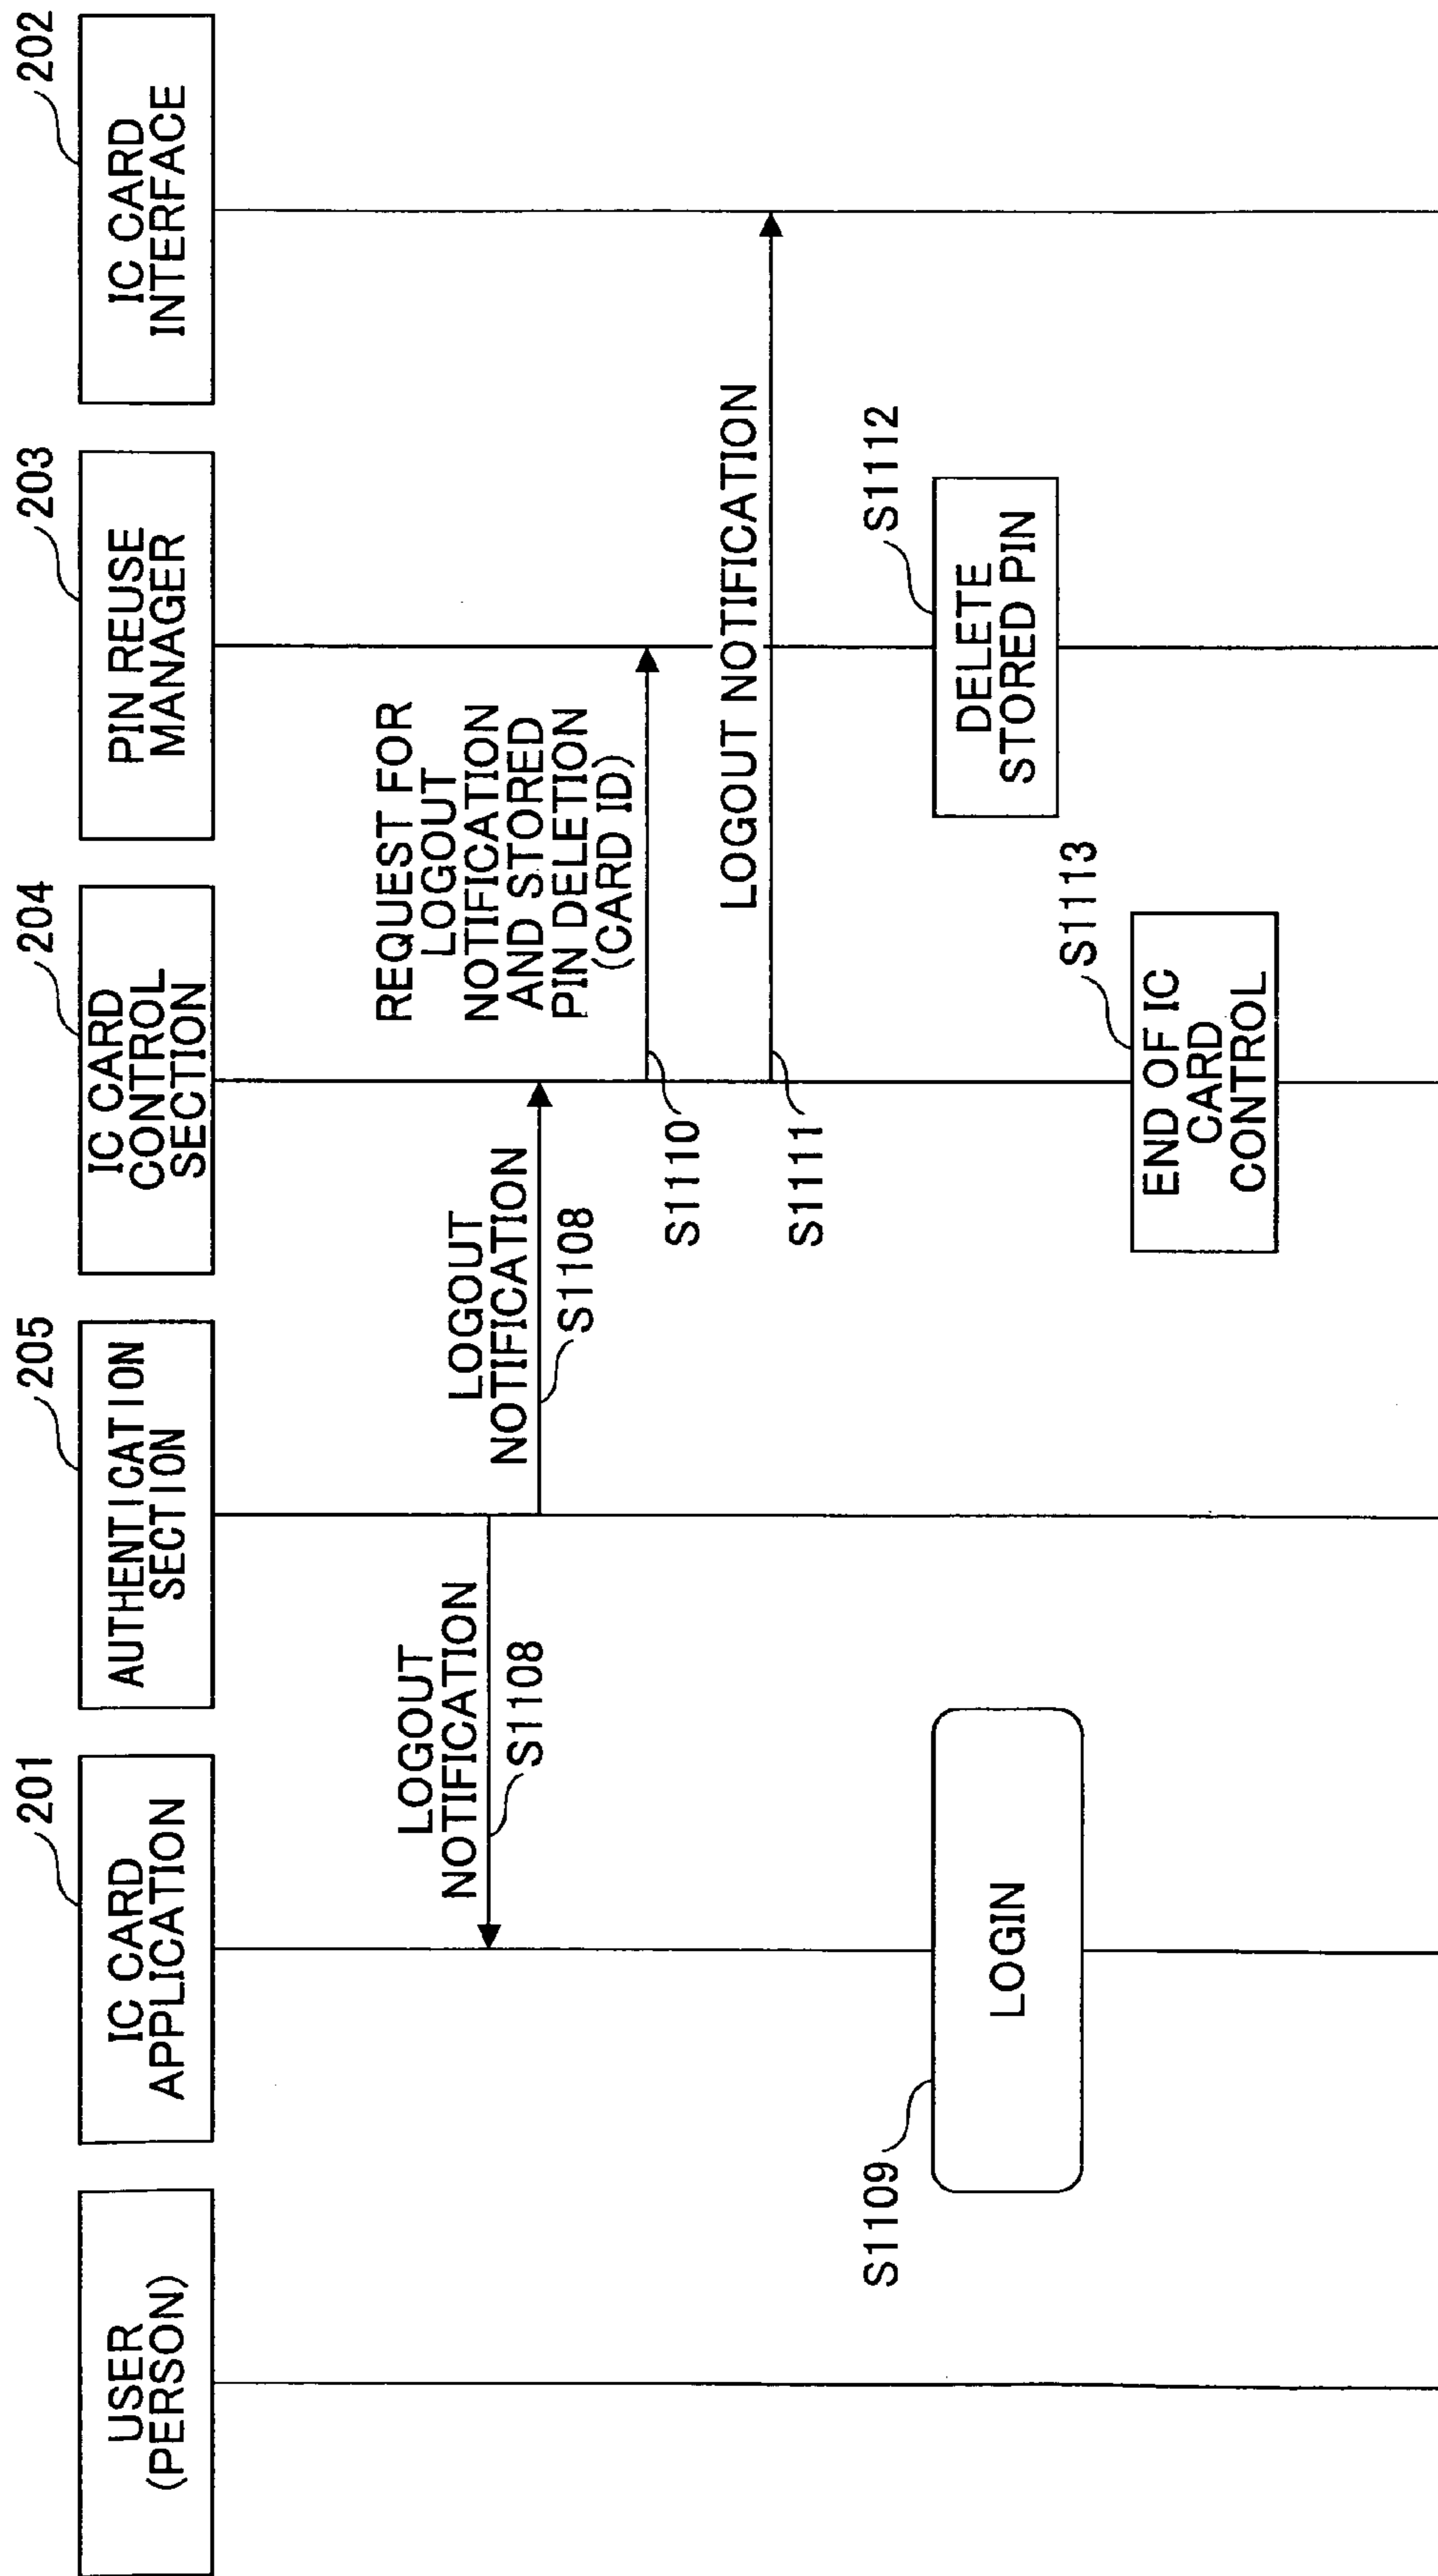 USER
(PERSON)
201
IC CARD
APPLICATION
205
AUTHENTICATION
SECTION
204
IC CARD
CONTROL
SECTION
203
PIN REUSE
MANAGER
202
IC CARD
INTERFACE
LOGOUT
NOTIFICATION
S1108
LOGOUT
NOTIFICATION
S1108
REQUEST FOR
LOGOUT
NOTIFICATION
AND STORED
PIN DELETION
(CARD ID)
S1110
LOGOUT NOTIFICATION
S1111
S1109
LOGIN
S1112
DELETE
STORED PIN
S1113
END OF IC
CARD
CONTROL